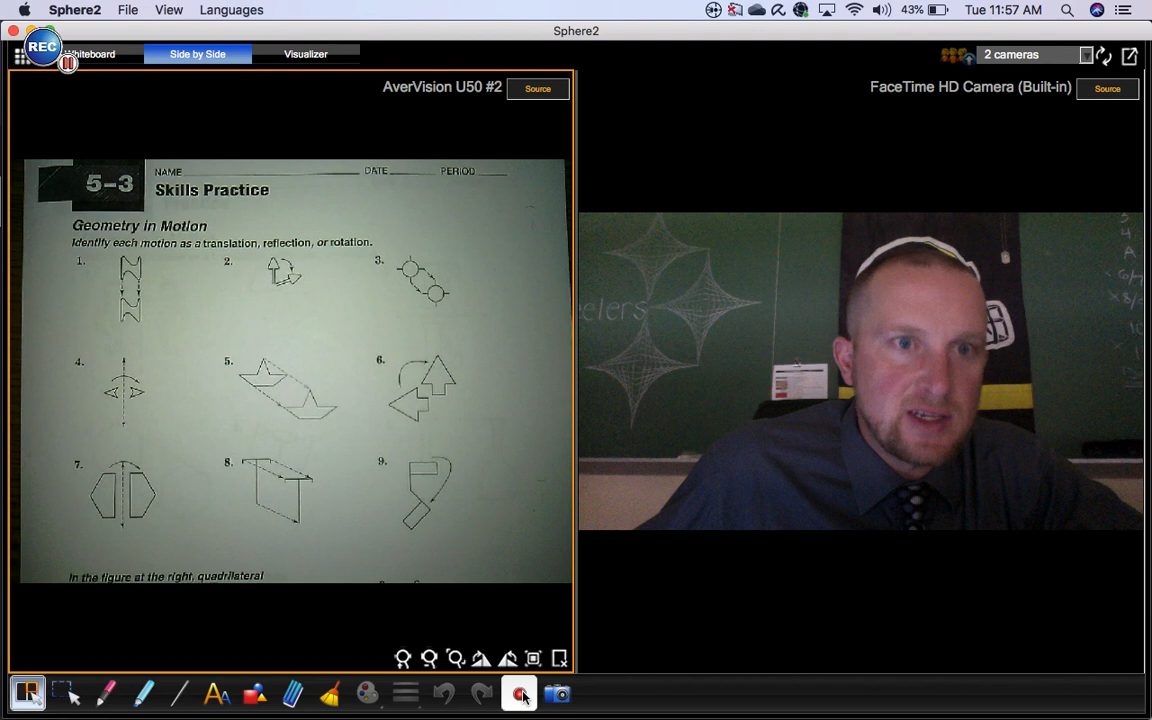 Sphere2 File View Languages 43% Tue 11:57 AM
Sphere2
REC Whiteboard Side by Side Visualizer 2 cameras
AverVision U50 #2 Source FaceTime HD Camera (Built-in) Source
5-3 NAME DATE PERIOD
Skills Practice
Geometry in Motion
Identify each motion as a translation, reflection, or rotation.
1. 2. 3.
4. 5. 6.
7. 8. 9.
In the figure at the right, quadrilateral